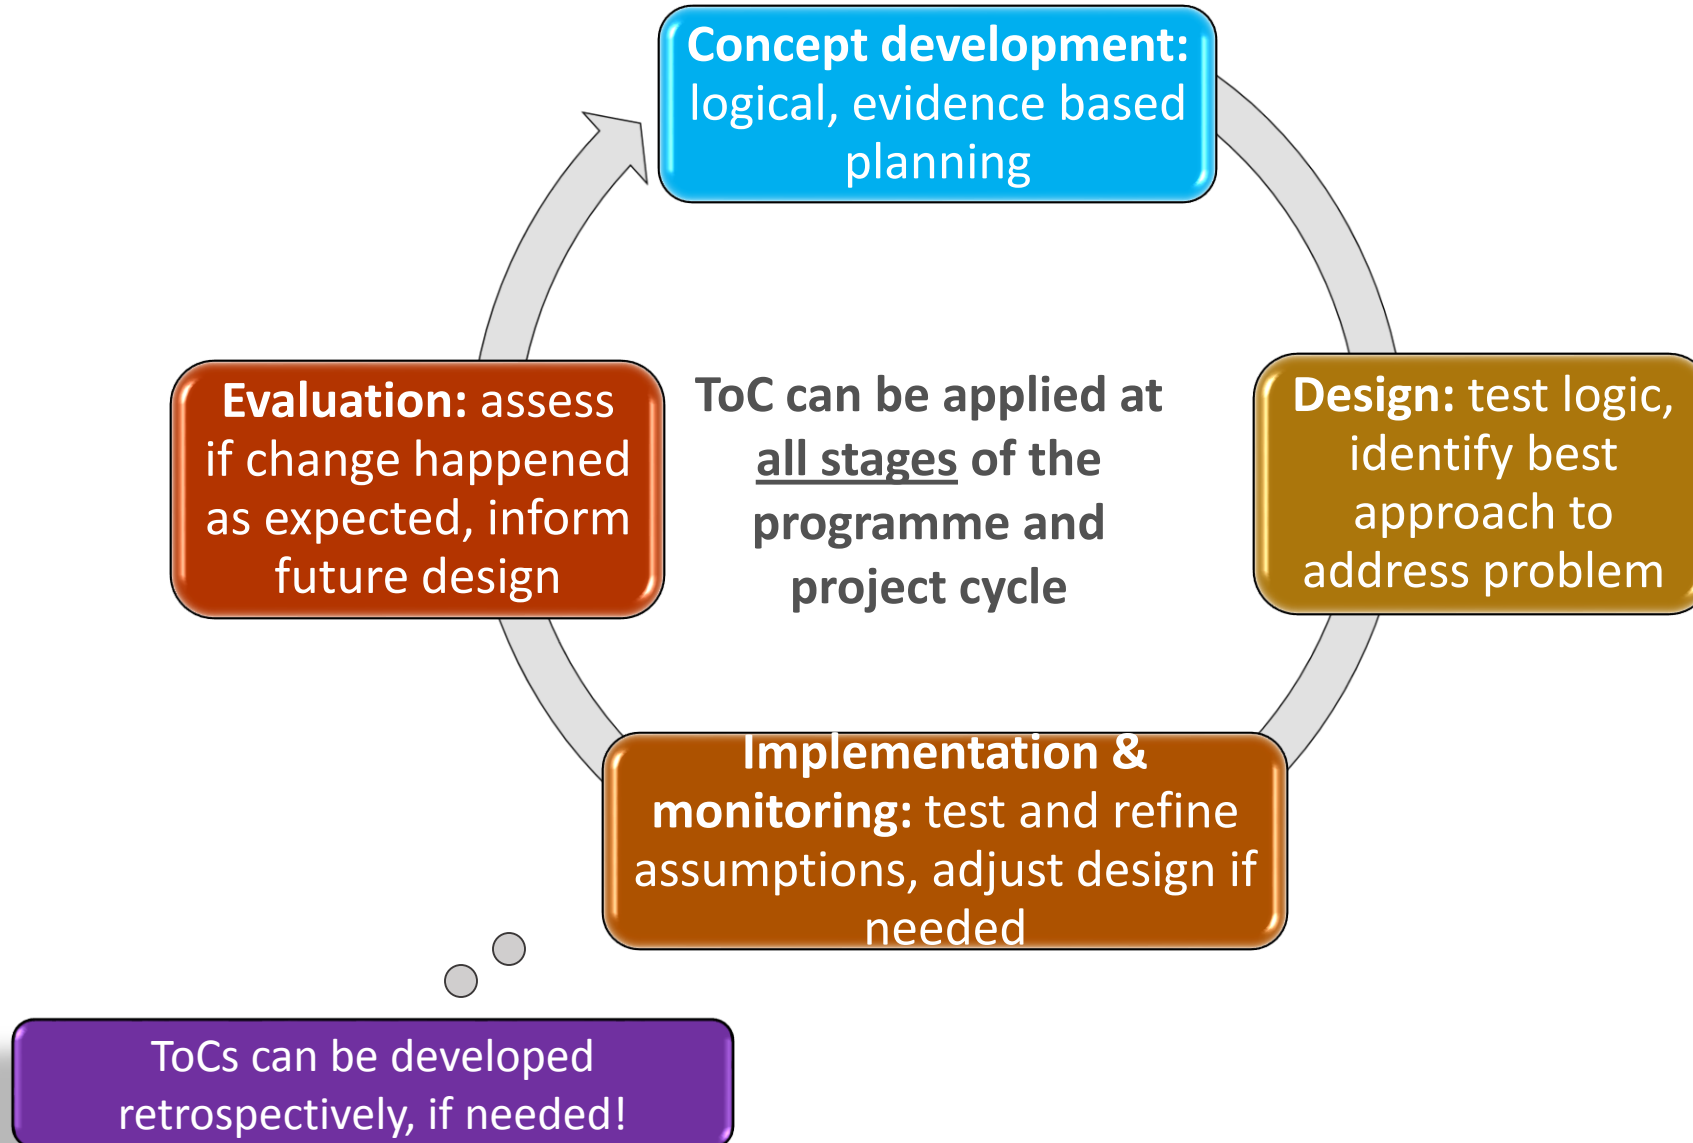 Concept development:
logical, evidence based
planning
Evaluation: assess
if change happened
as expected, inform
future design
ToC can be applied at
all stages of the
programme and
project cycle
Design: test logic,
identify best
approach to
address problem
Implementation &
monitoring: test and refine
assumptions, adjust design if
needed
ToCs can be developed
retrospectively, if needed!